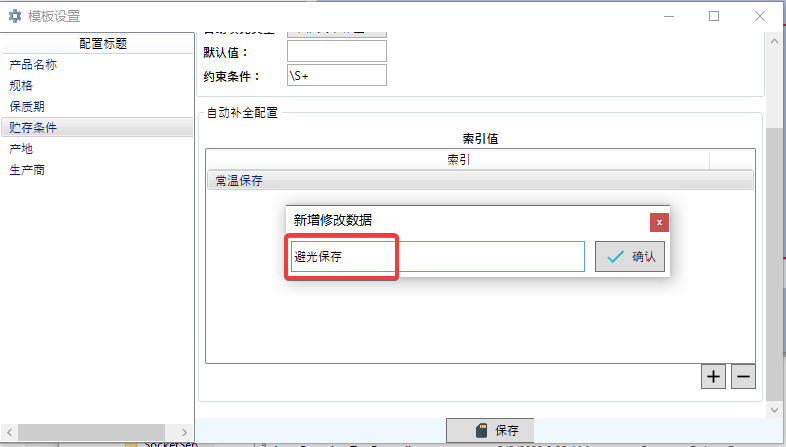 模板设置
配置标题
产品名称
规格
保质期
贮存条件
产地
生产商
默认值：
约束条件： \S+
自动补全配置
索引值
索引
常温保存
新增修改数据 x
避光保存 确认
+ −
保存